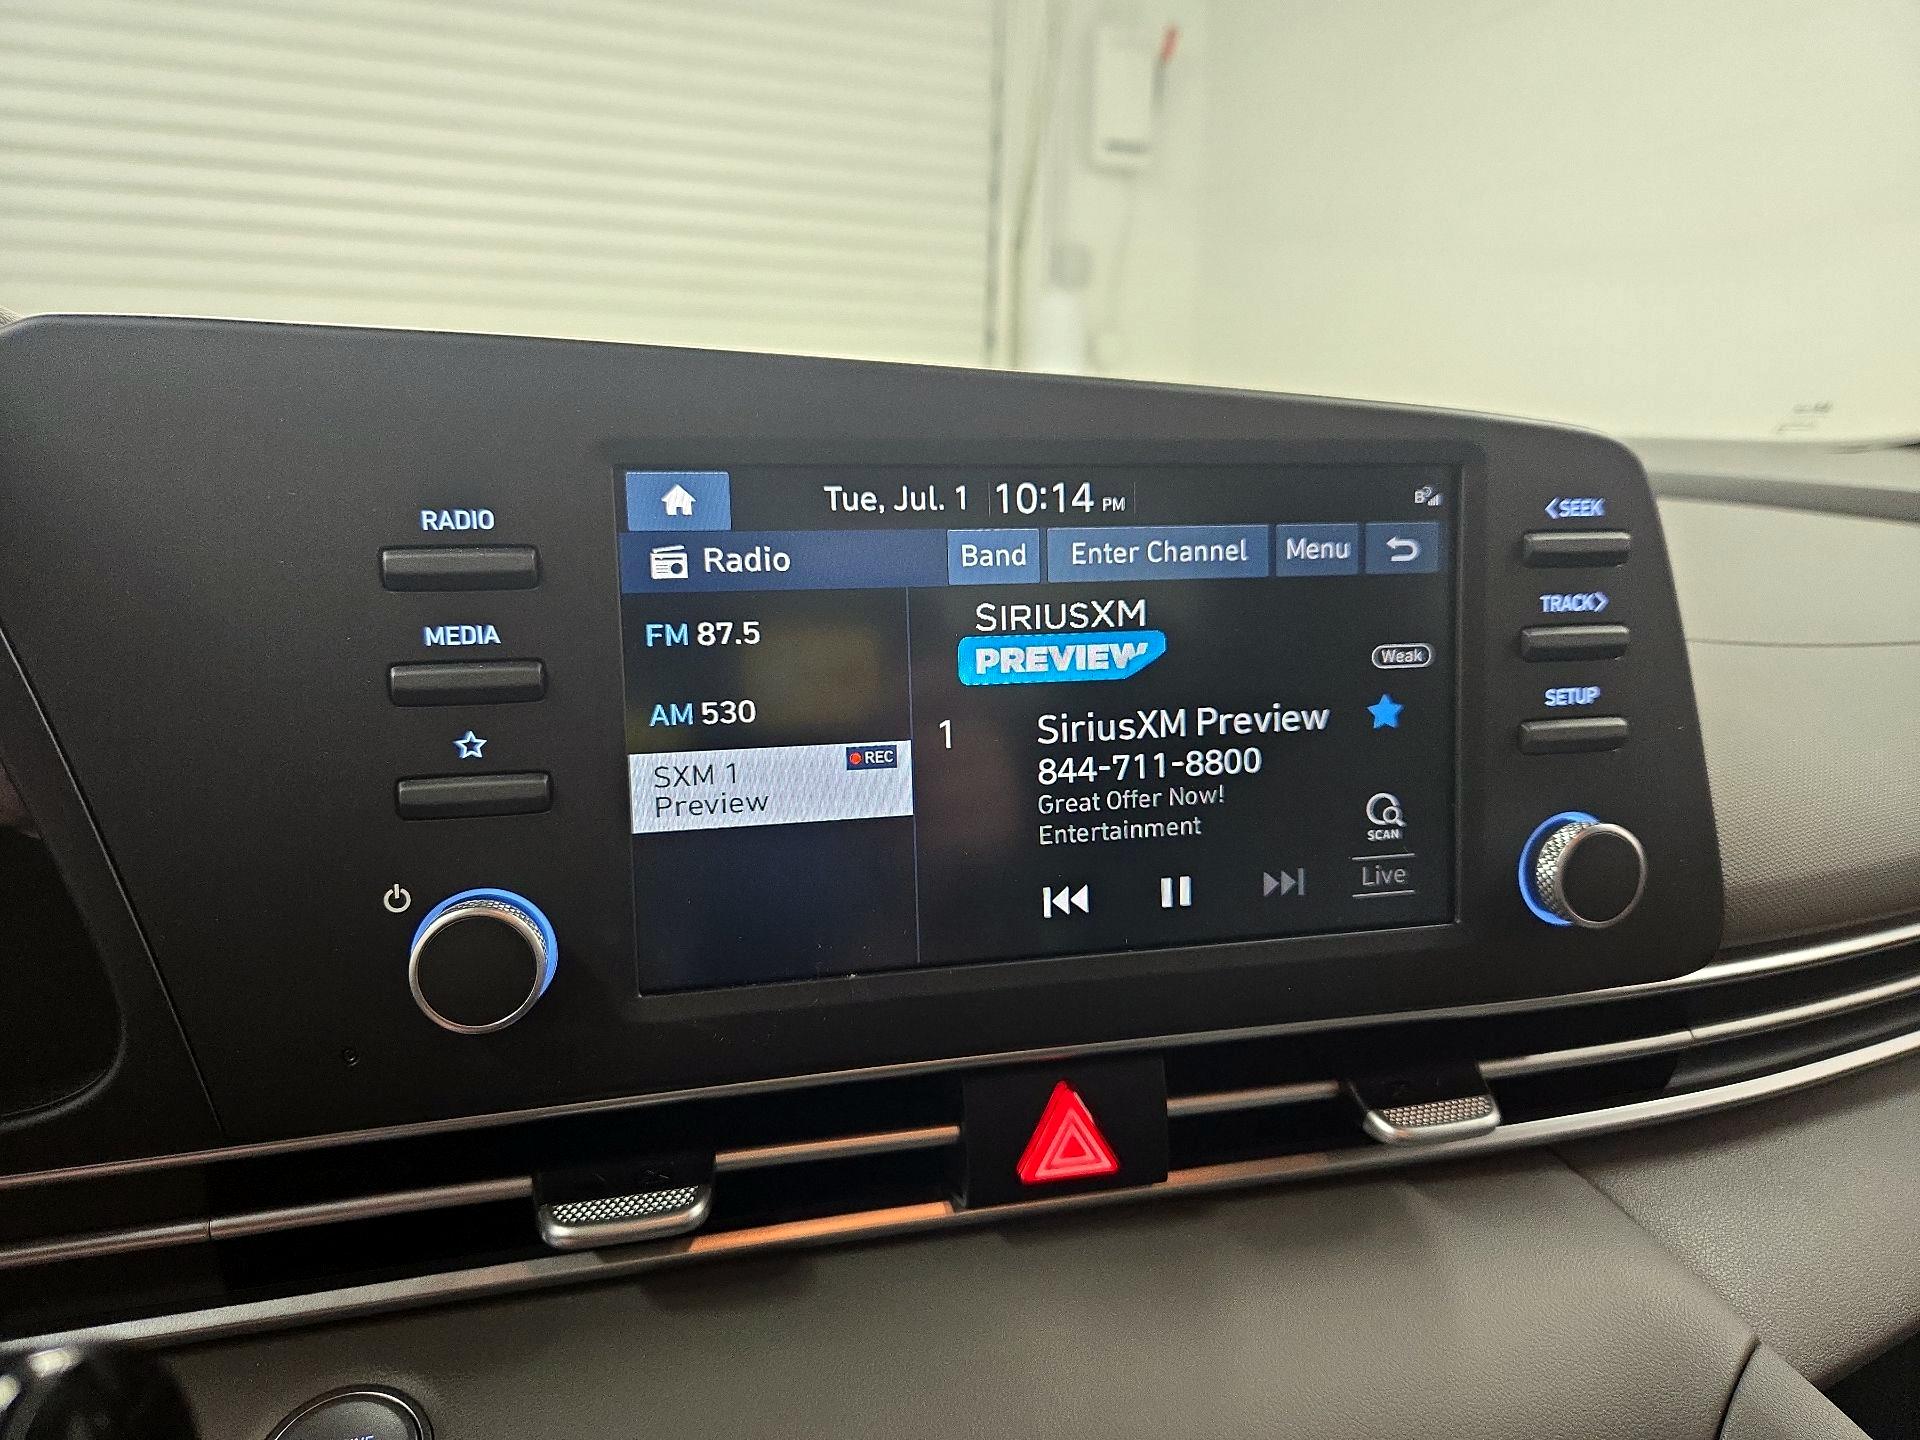 Tue, Jul. 1 10:14 PM
Radio Band Enter Channel Menu
FM 87.5
AM 530
SXM 1 REC
Preview
SIRIUSXM
PREVIEW
Weak
1 SiriusXM Preview
844-711-8800
Great Offer Now!
Entertainment
SCAN
Live
RADIO
MEDIA
<SEEK
TRACK>
SETUP